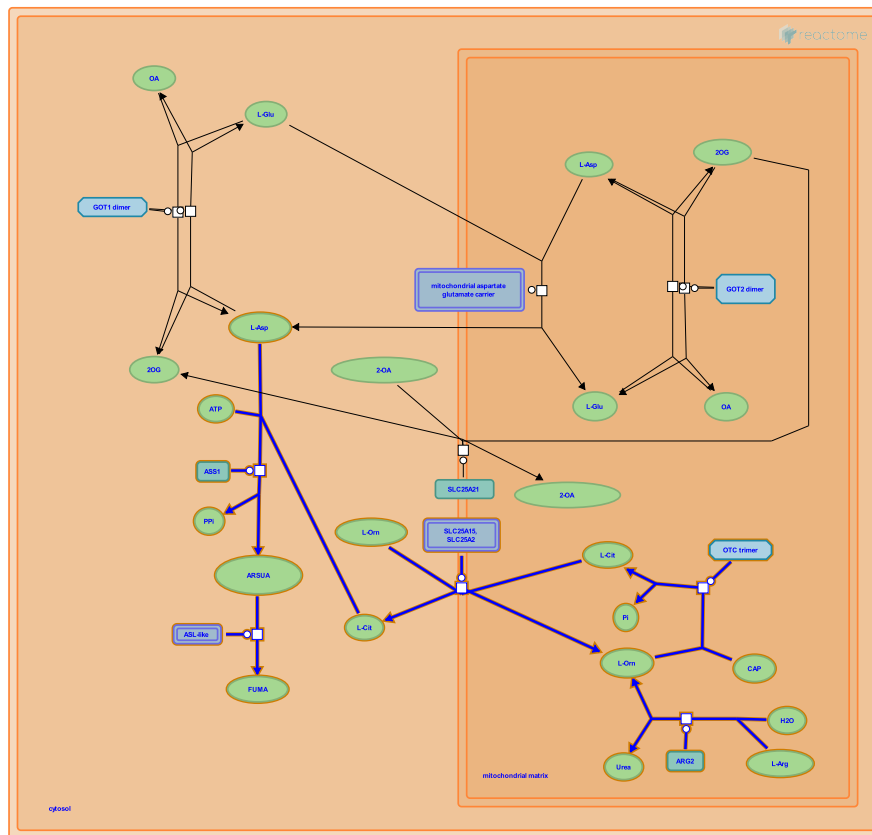 reactome
OA
L-Glu
L-Asp
2OG
GOT1 dimer
mitochondrial aspartate
glutamate carrier
GOT2 dimer
L-Asp
2OG
2-OA
ATP
L-Glu
OA
ASS1
SLC25A21
2-OA
PPi
L-Orn
SLC25A15,
SLC25A2
L-Cit
OTC trimer
ARSUA
Pi
L-Cit
ASL-like
L-Orn
CAP
FUMA
H2O
Urea
ARG2
L-Arg
mitochondrial matrix
cytosol